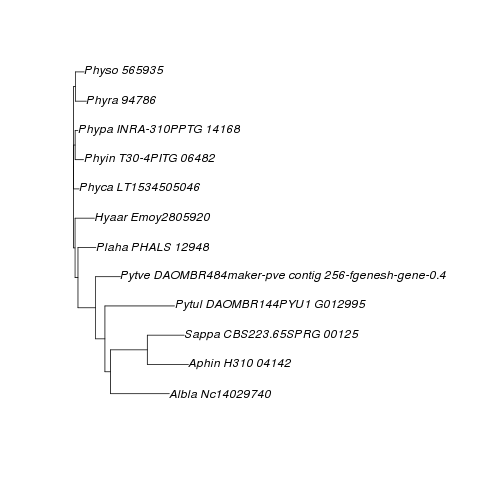 Physo 565935
Phyra 94786
Phypa INRA-310PPTG 14168
Phyin T30-4PITG 06482
Phyca LT1534505046
Hyaar Emoy2805920
Plaha PHALS 12948
Pytve DAOMBR484maker-pve contig 256-fgenesh-gene-0.4
Pytul DAOMBR144PYU1 G012995
Sappa CBS223.65SPRG 00125
Aphin H310 04142
Albla Nc14029740